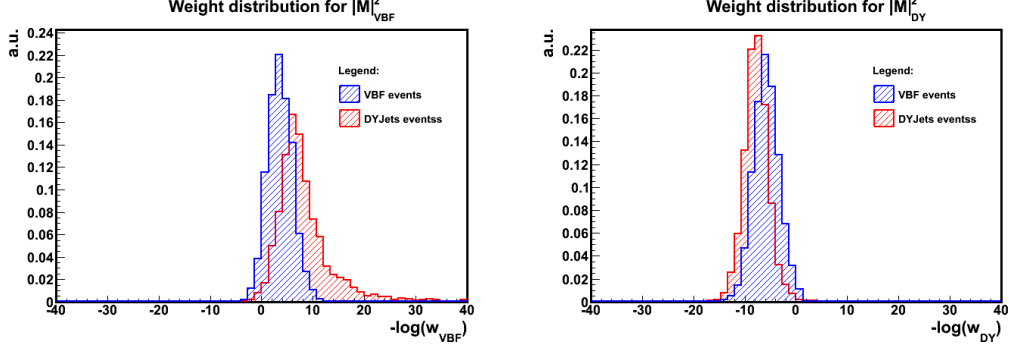 Weight distribution for |M|²VBF
a.u.
0.24
0.22
0.2
0.18
0.16
0.14
0.12
0.1
0.08
0.06
0.04
0.02
0
Legend:
VBF events
DYJets eventss
-40 -30 -20 -10 0 10 20 30 40
-log(wVBF)
Weight distribution for |M|²DY
a.u.
0.22
0.2
0.18
0.16
0.14
0.12
0.1
0.08
0.06
0.04
0.02
0
Legend:
VBF events
DYJets eventss
-40 -30 -20 -10 0 10 20 30 40
-log(wDY)